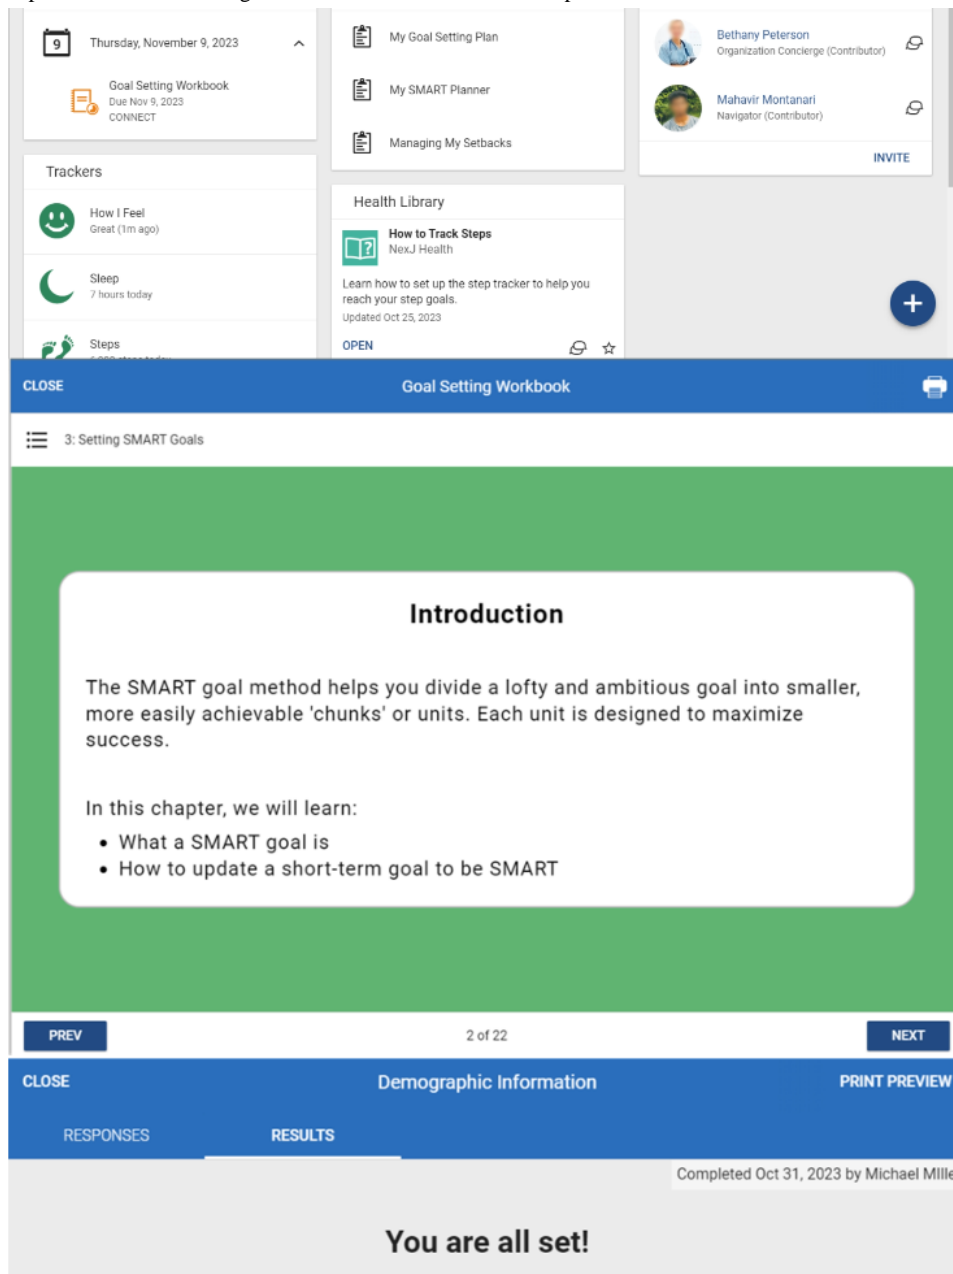 9
Thursday, November 9, 2023
Goal Setting Workbook
Due Nov 9, 2023
CONNECT
Trackers
How I Feel
Great (1m ago)
Sleep
7 hours today
Steps
My Goal Setting Plan
My SMART Planner
Managing My Setbacks
Health Library
How to Track Steps
NexJ Health
Learn how to set up the step tracker to help you
reach your step goals.
Updated Oct 25, 2023
OPEN
Bethany Peterson
Organization Concierge (Contributor)
Mahavir Montanari
Navigator (Contributor)
INVITE
+
CLOSE
Goal Setting Workbook
3: Setting SMART Goals
Introduction
The SMART goal method helps you divide a lofty and ambitious goal into smaller,
more easily achievable 'chunks' or units. Each unit is designed to maximize
success.
In this chapter, we will learn:
• What a SMART goal is
• How to update a short-term goal to be SMART
PREV
2 of 22
NEXT
CLOSE
Demographic Information
PRINT PREVIEW
RESPONSES
RESULTS
Completed Oct 31, 2023 by Michael MIlle
You are all set!